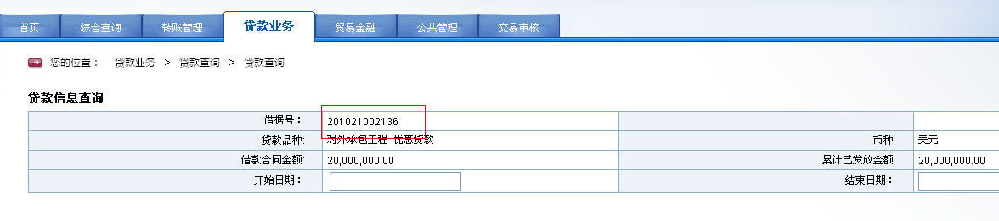 首页 综合查询 转账管理 贷款业务 贸易金融 公共管理 交易审核
您的位置： 贷款业务 > 贷款查询 > 贷款查询
贷款信息查询
借据号： 201021002136
贷款品种: 对外承包工程 优惠贷款 币种: 美元
借款合同金额: 20,000,000.00 累计已发放金额: 20,000,000.00
开始日期： 结束日期：